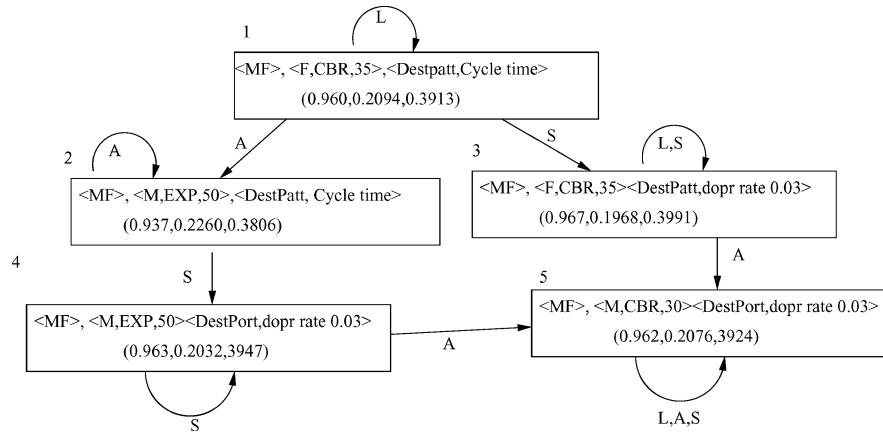 L
1
<MF>, <F,CBR,35>,<Destpatt,Cycle time>
(0.960,0.2094,0.3913)
A
S
A
L,S
2
3
<MF>, <M,EXP,50>,<DestPatt, Cycle time>
(0.937,0.2260,0.3806)
<MF>, <F,CBR,35><DestPatt,dopr rate 0.03>
(0.967,0.1968,0.3991)
4
S
A
5
<MF>, <M,EXP,50><DestPort,dopr rate 0.03>
(0.963,0.2032,3947)
<MF>, <M,CBR,30><DestPort,dopr rate 0.03>
(0.962,0.2076,3924)
A
S
L,A,S